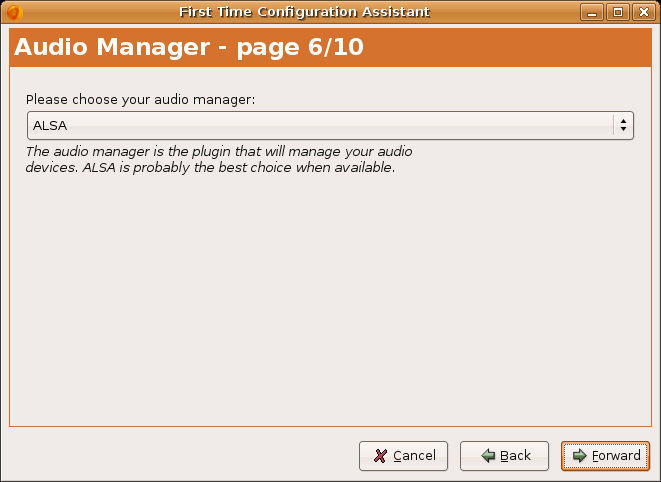 First Time Configuration Assistant
Audio Manager - page 6/10
Please choose your audio manager:
ALSA
The audio manager is the plugin that will manage your audio
devices. ALSA is probably the best choice when available.
Cancel Back Forward